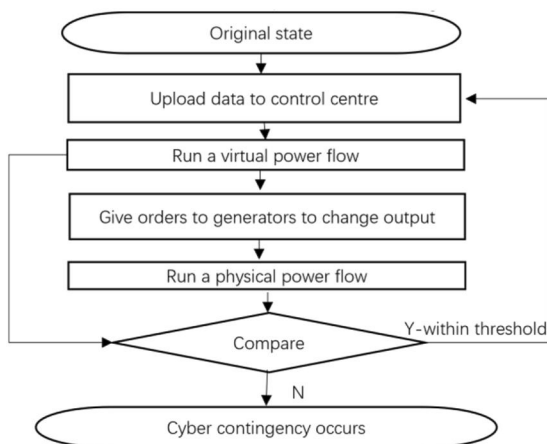 Original state
Upload data to control centre
Run a virtual power flow
Give orders to generators to change output
Run a physical power flow
Y-within threshold
Compare
N
Cyber contingency occurs